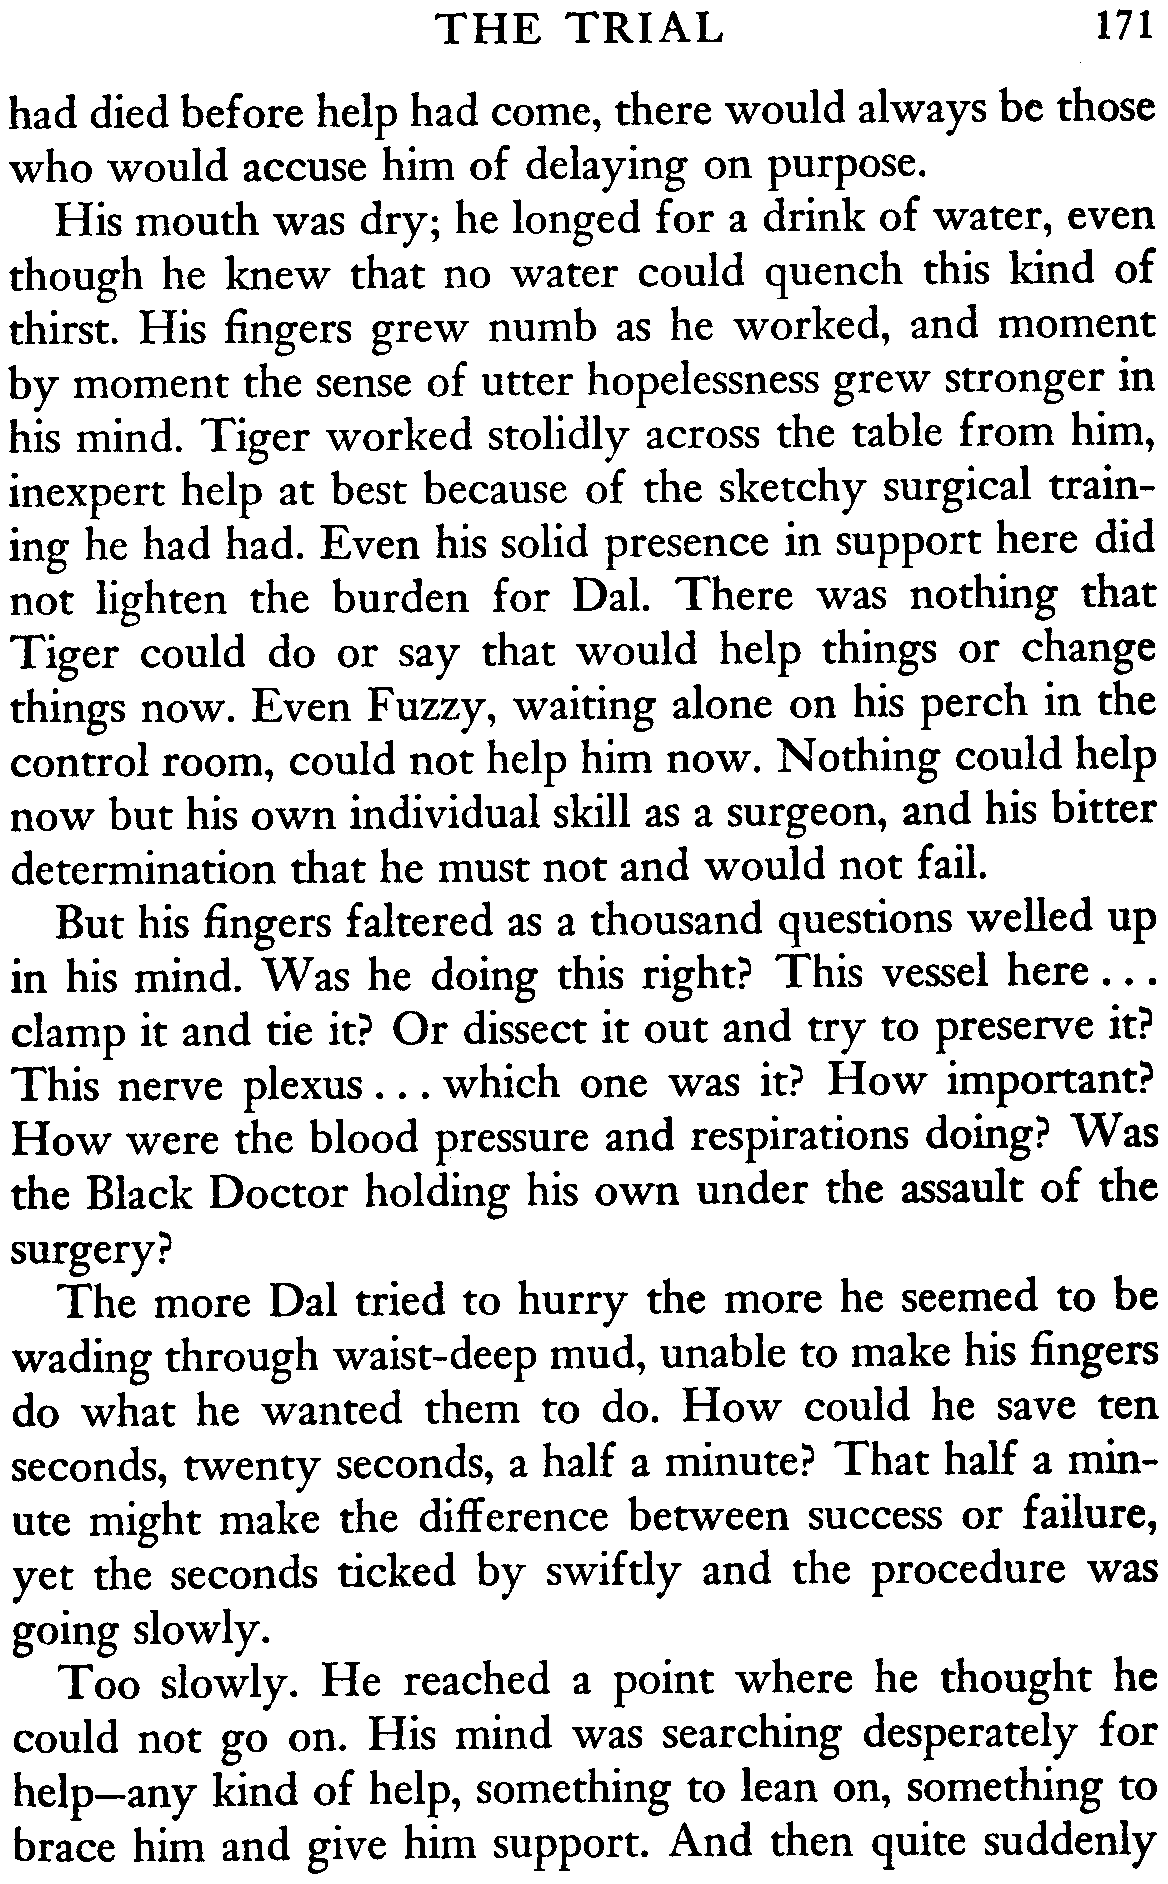 THE TRIAL 171
had died before help had come, there would always be those
who would accuse him of delaying on purpose.
His mouth was dry; he longed for a drink of water, even
though he knew that no water could quench this kind of
thirst. His fingers grew numb as he worked, and moment
by moment the sense of utter hopelessness grew stronger in
his mind. Tiger worked stolidly across the table from him,
inexpert help at best because of the sketchy surgical train-
ing he had had. Even his solid presence in support here did
not lighten the burden for Dal. There was nothing that
Tiger could do or say that would help things or change
things now. Even Fuzzy, waiting alone on his perch in the
control room, could not help him now. Nothing could help
now but his own individual skill as a surgeon, and his bitter
determination that he must not and would not fail.
But his fingers faltered as a thousand questions welled up
in his mind. Was he doing this right? This vessel here . . .
clamp it and tie it? Or dissect it out and try to preserve it?
This nerve plexus . . . which one was it? How important?
How were the blood pressure and respirations doing? Was
the Black Doctor holding his own under the assault of the
surgery?
The more Dal tried to hurry the more he seemed to be
wading through waist-deep mud, unable to make his fingers
do what he wanted them to do. How could he save ten
seconds, twenty seconds, a half a minute? That half a min-
ute might make the difference between success or failure,
yet the seconds ticked by swiftly and the procedure was
going slowly.
Too slowly. He reached a point where he thought he
could not go on. His mind was searching desperately for
help—any kind of help, something to lean on, something to
brace him and give him support. And then quite suddenly